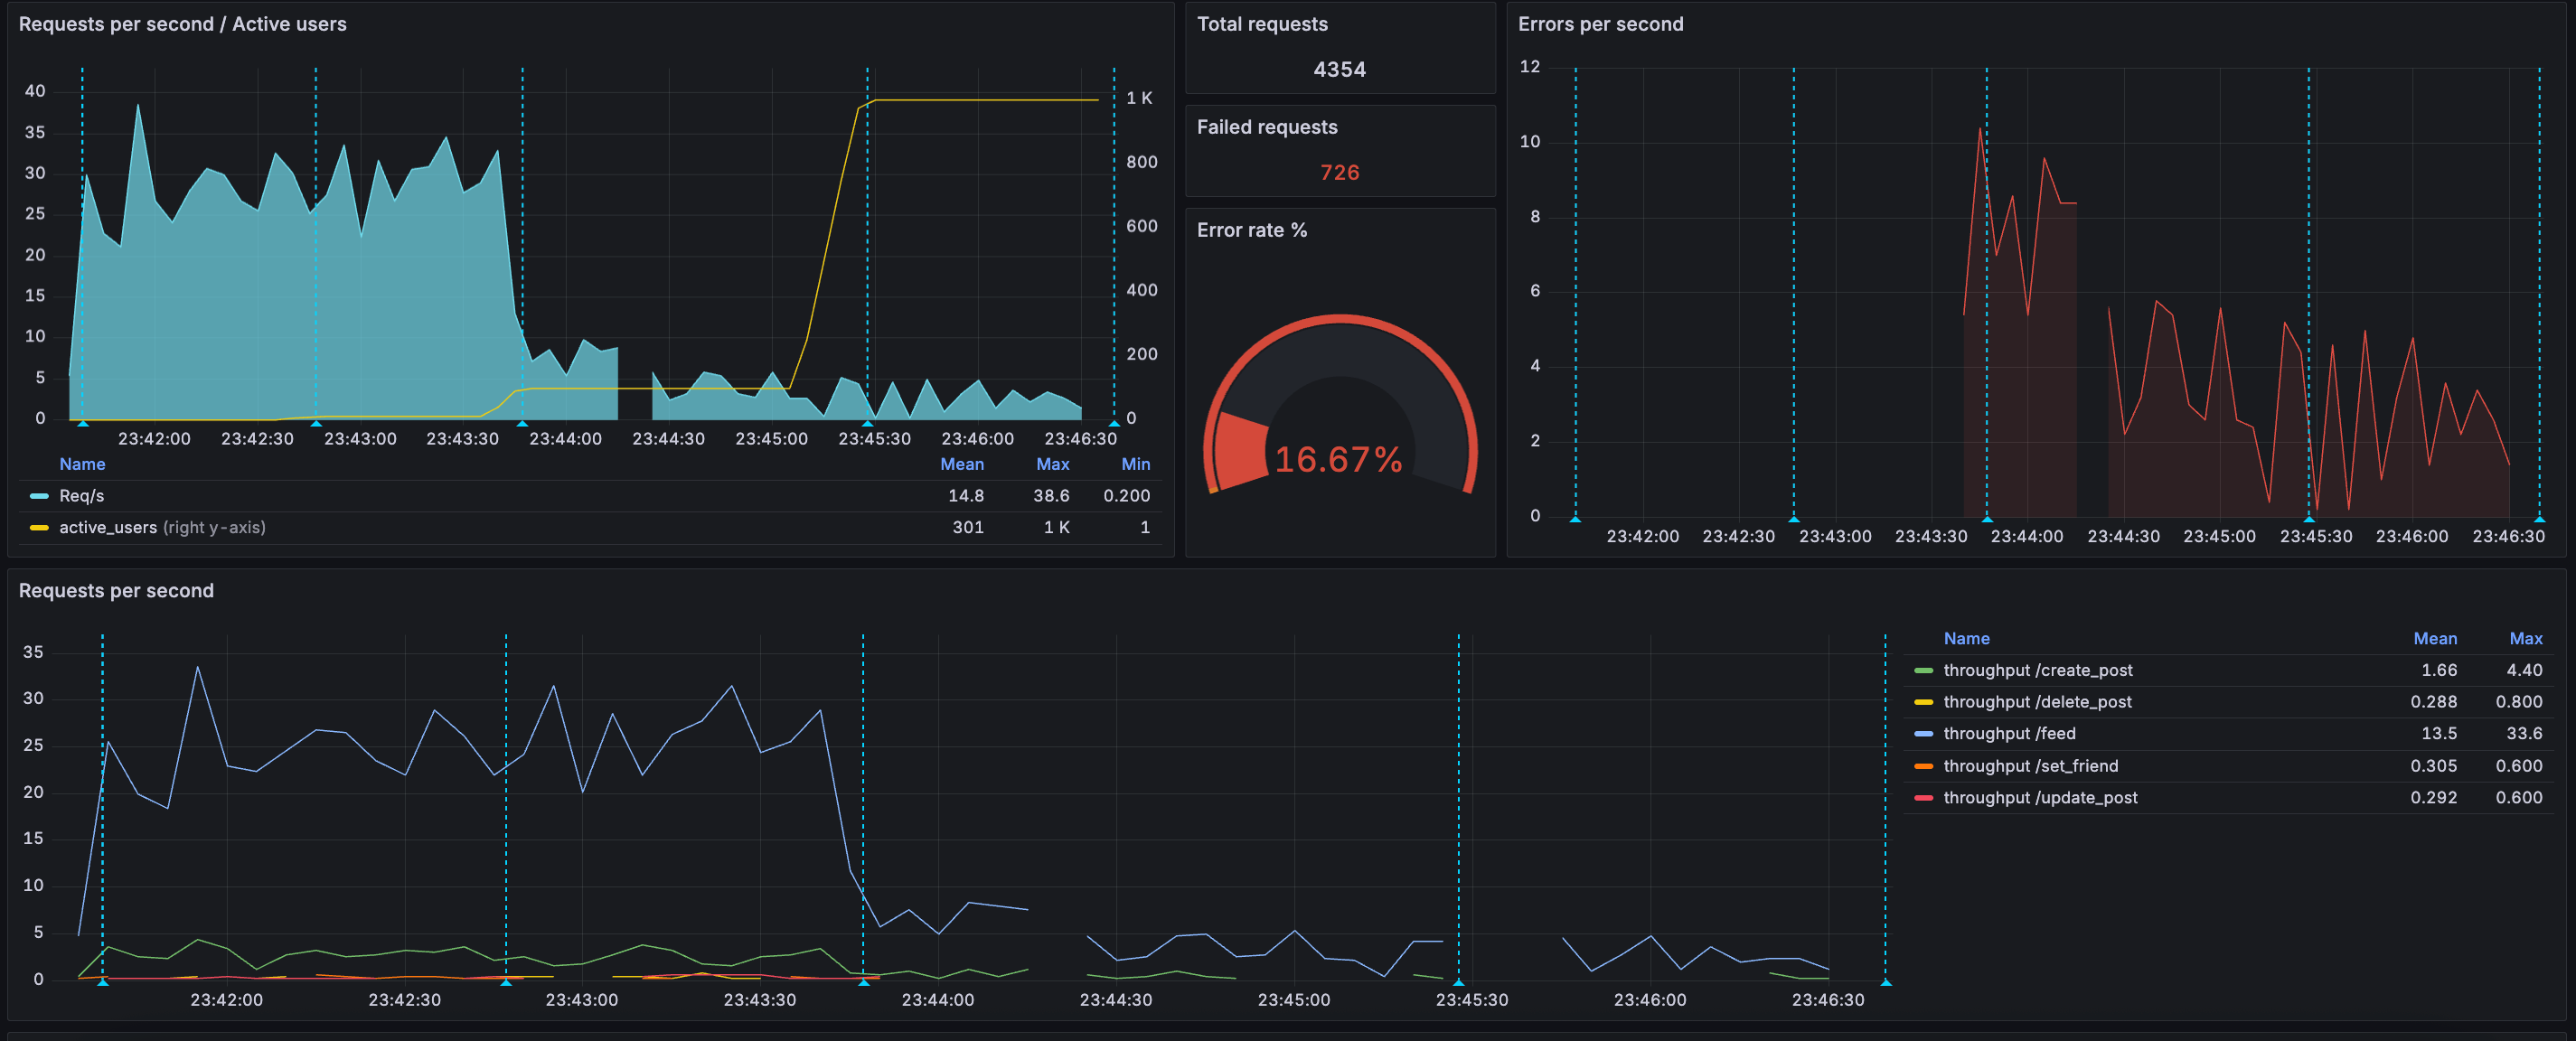 Requests per second / Active users
40
35
30
25
20
15
10
5
0
1 K
800
600
400
200
0
23:42:00 23:42:30 23:43:00 23:43:30 23:44:00 23:44:30 23:45:00 23:45:30 23:46:00 23:46:30
Name Mean Max Min
Req/s 14.8 38.6 0.200
active_users (right y-axis) 301 1 K 1
Total requests
4354
Failed requests
726
Error rate %
16.67%
Errors per second
12
10
8
6
4
2
0
23:42:00 23:42:30 23:43:00 23:43:30 23:44:00 23:44:30 23:45:00 23:45:30 23:46:00 23:46:30
Requests per second
35
30
25
20
15
10
5
0
23:42:00 23:42:30 23:43:00 23:43:30 23:44:00 23:44:30 23:45:00 23:45:30 23:46:00 23:46:30
Name Mean Max
throughput /create_post 1.66 4.40
throughput /delete_post 0.288 0.800
throughput /feed 13.5 33.6
throughput /set_friend 0.305 0.600
throughput /update_post 0.292 0.600